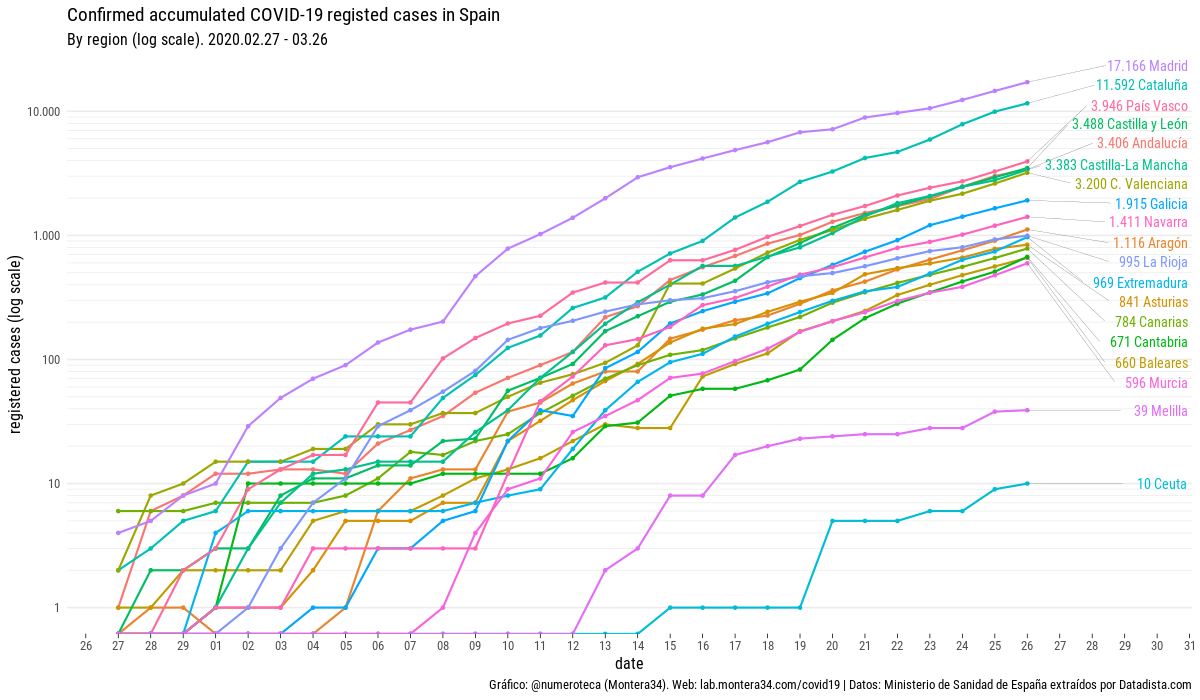 Confirmed accumulated COVID-19 registed cases in Spain
By region (log scale). 2020.02.27 - 03.26
17.166 Madrid
11.592 Cataluña
3.946 País Vasco
3.488 Castilla y León
3.406 Andalucía
3.383 Castilla-La Mancha
3.200 C. Valenciana
1.915 Galicia
1.411 Navarra
1.116 Aragón
995 La Rioja
969 Extremadura
841 Asturias
784 Canarias
671 Cantabria
660 Baleares
596 Murcia
39 Melilla
10 Ceuta
registered cases (log scale)
10.000
1.000
100
10
1
26 27 28 29 01 02 03 04 05 06 07 08 09 10 11 12 13 14 15 16 17 18 19 20 21 22 23 24 25 26 27 28 29 30 31
date
Gráfico: @numeroteca (Montera34). Web: lab.montera34.com/covid19 | Datos: Ministerio de Sanidad de España extraídos por Datadista.com